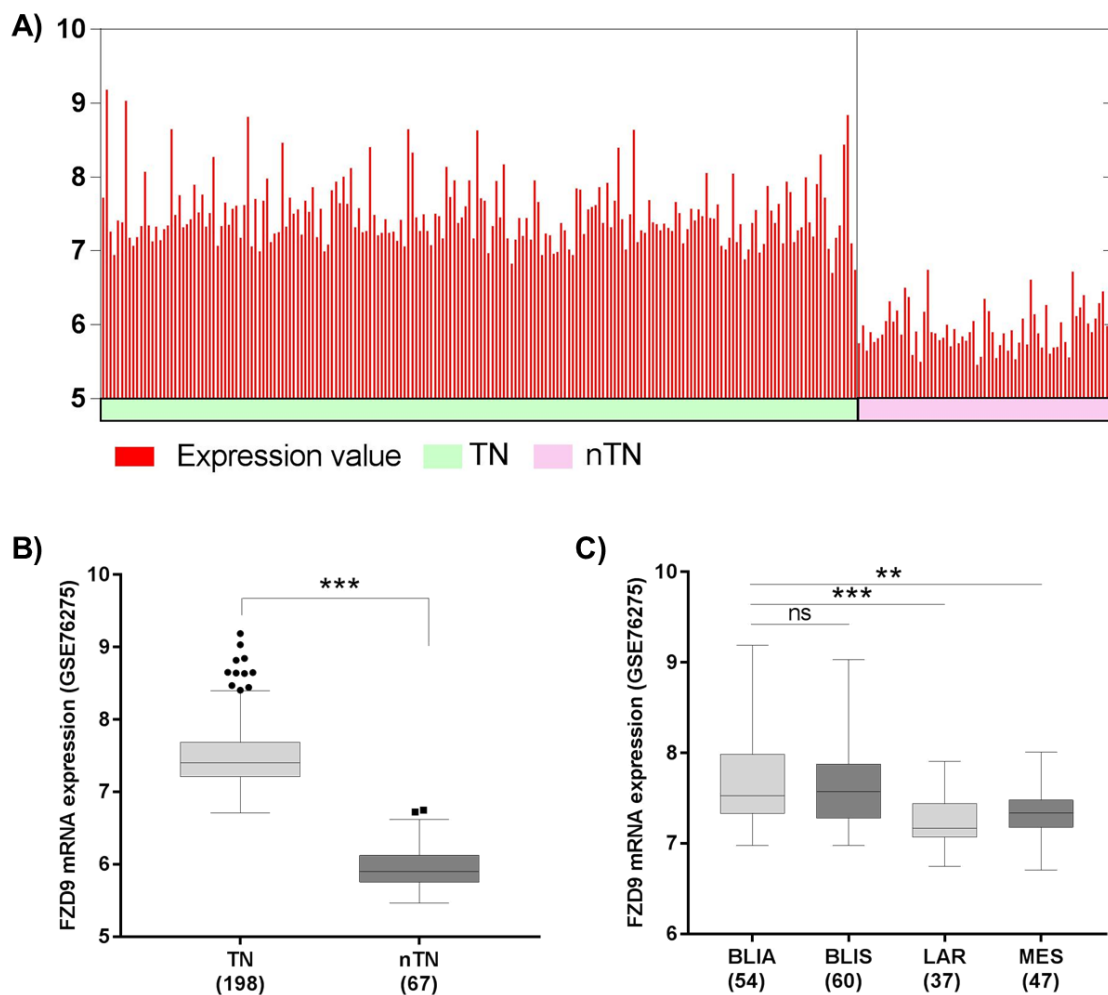 A)
10
9
8
7
6
5
Expression value TN nTN
B)
FZD9 mRNA expression (GSE76275)
10
9
8
7
6
5
***
TN nTN
(198) (67)
C)
FZD9 mRNA expression (GSE76275)
10
9
8
7
6
**
***
ns
BLIA BLIS LAR MES
(54) (60) (37) (47)